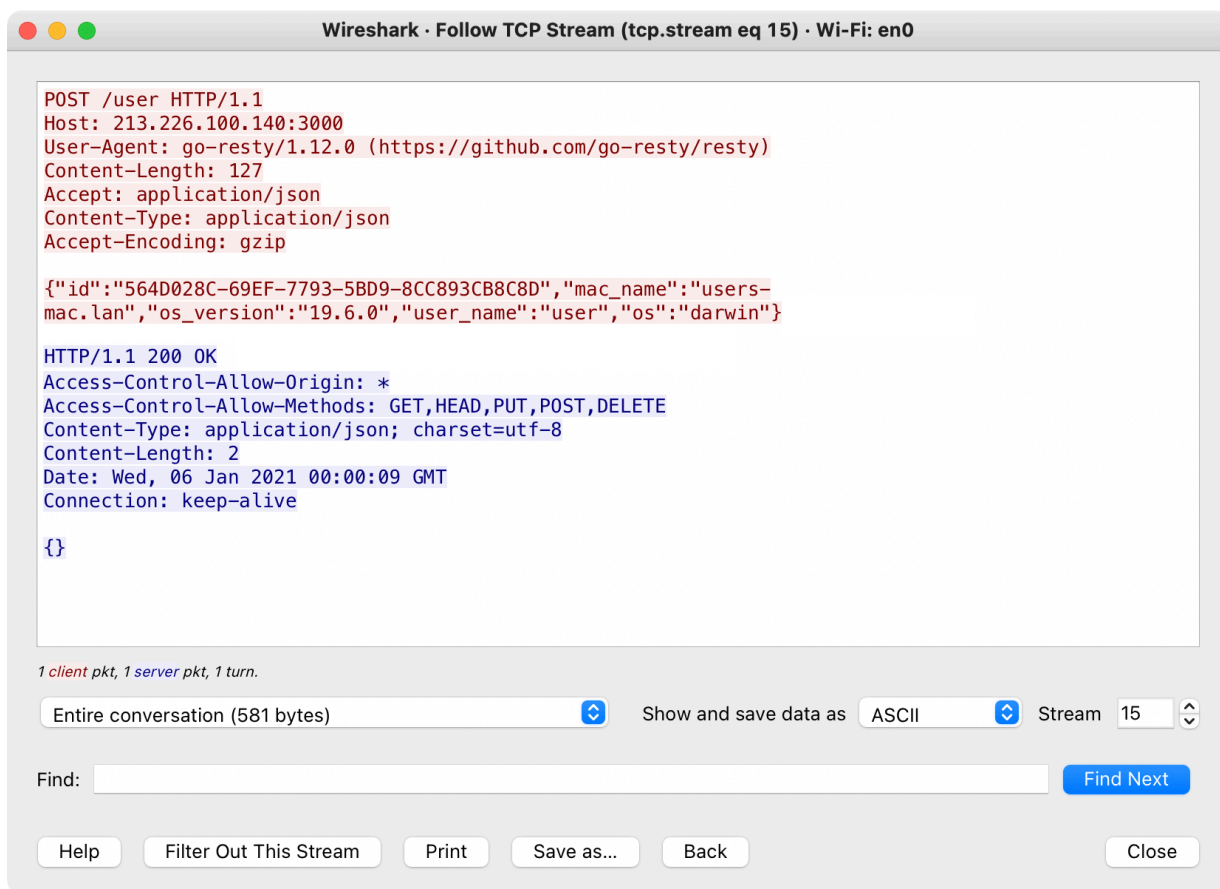 Wireshark · Follow TCP Stream (tcp.stream eq 15) · Wi-Fi: en0
POST /user HTTP/1.1
Host: 213.226.100.140:3000
User-Agent: go-resty/1.12.0 (https://github.com/go-resty/resty)
Content-Length: 127
Accept: application/json
Content-Type: application/json
Accept-Encoding: gzip
{"id":"564D028C-69EF-7793-5BD9-8CC893CB8C8D","mac_name":"users-
mac.lan","os_version":"19.6.0","user_name":"user","os":"darwin"}
HTTP/1.1 200 OK
Access-Control-Allow-Origin: *
Access-Control-Allow-Methods: GET,HEAD,PUT,POST,DELETE
Content-Type: application/json; charset=utf-8
Content-Length: 2
Date: Wed, 06 Jan 2021 00:00:09 GMT
Connection: keep-alive
{}
1 client pkt, 1 server pkt, 1 turn.
Entire conversation (581 bytes) Show and save data as ASCII Stream 15
Find: Find Next
Help Filter Out This Stream Print Save as... Back Close